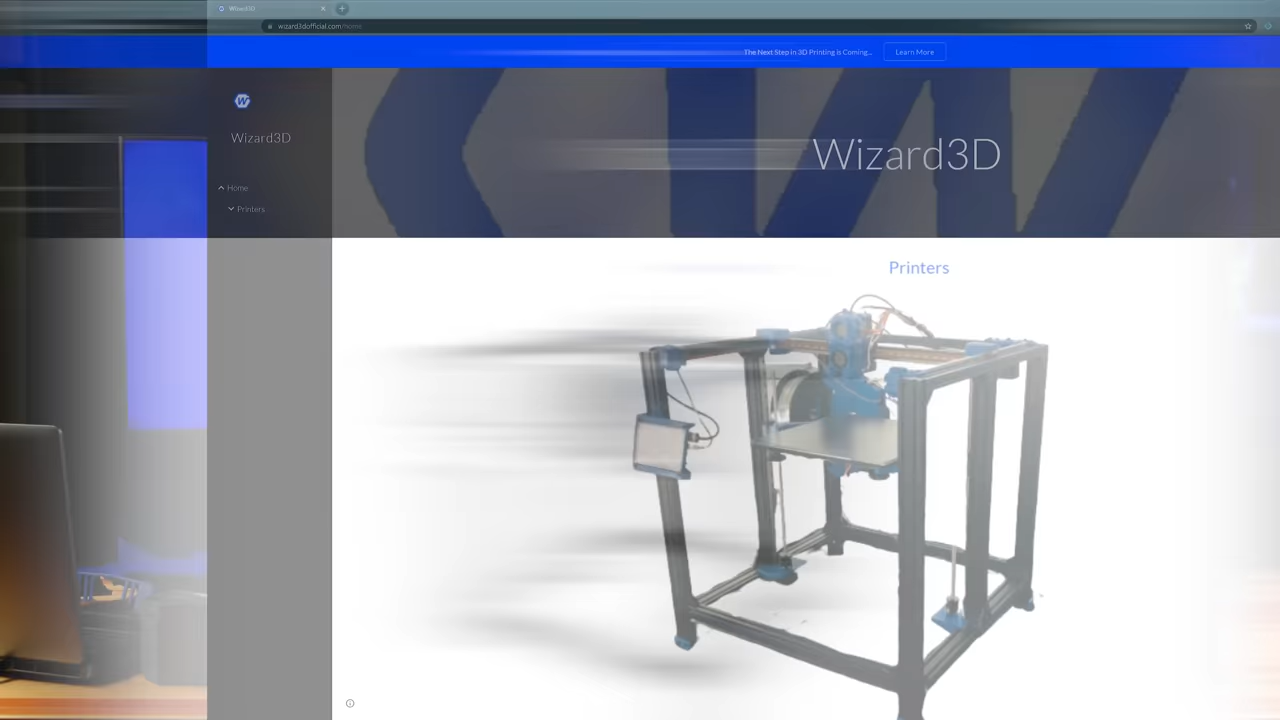 Wizard3D
wizard3dofficial.com/home
The Next Step in 3D Printing is Coming...
Learn More
W
Wizard3D
Wizard3D
Home
Printers
Printers